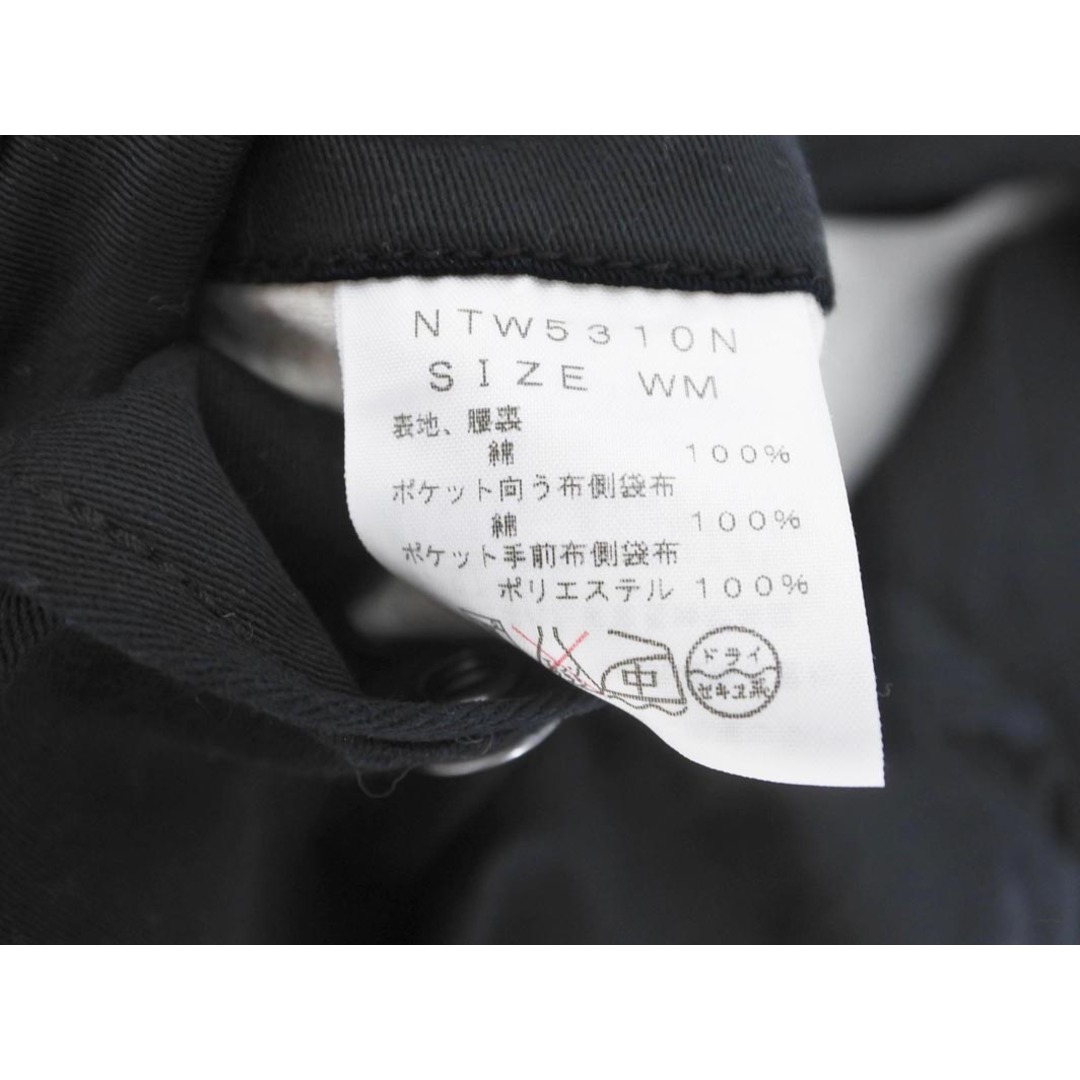 NTW5310N
SIZE WM
表地、腰裏
綿 100%
ポケット向う布側袋布
綿 100%
ポケット手前布側袋布
ポリエステル 100%
中
ドライ
セキユ系